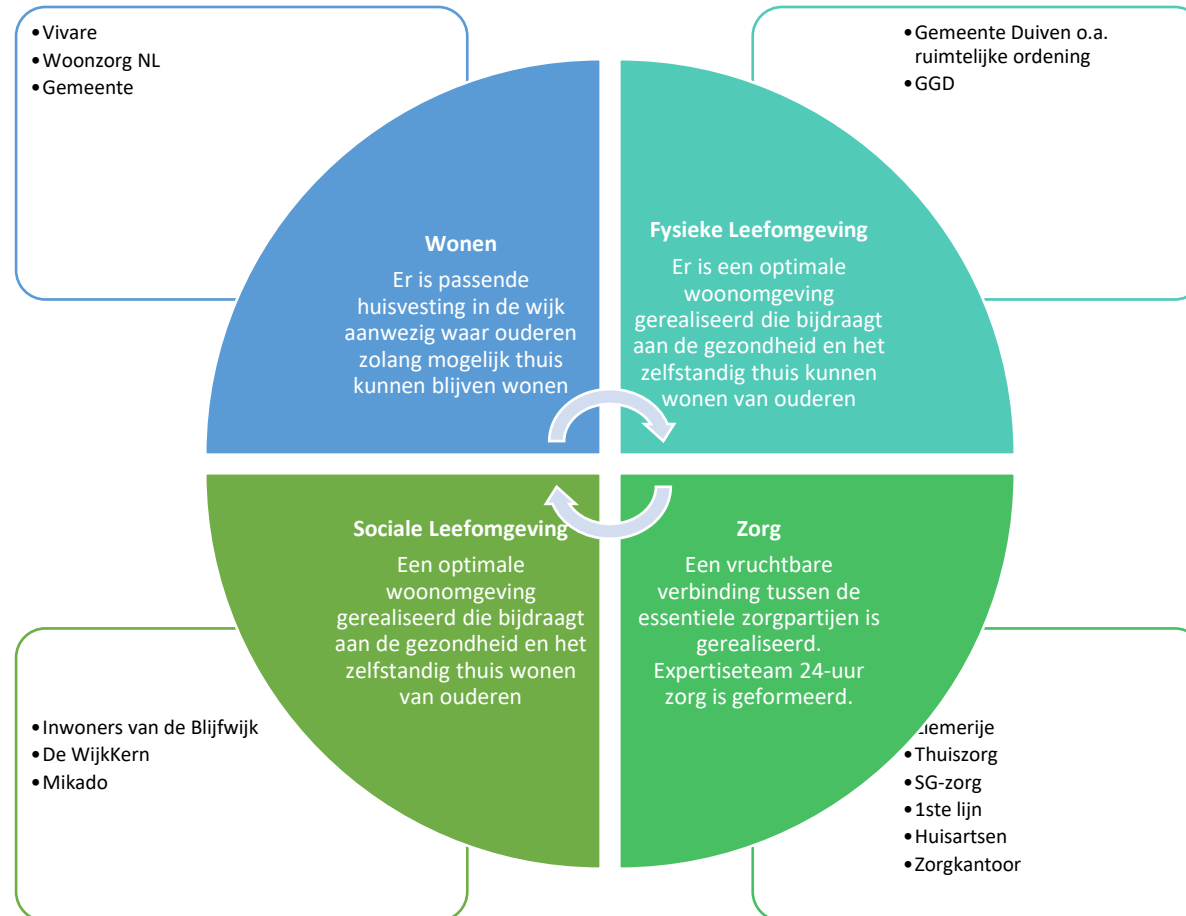 •Vivare
•Woonzorg NL
•Gemeente
•Gemeente Duiven o.a.
ruimtelijke ordening
•GGD
Wonen
Er is passende
huisvesting in de wijk
aanwezig waar ouderen
zolang mogelijk thuis
kunnen blijven wonen
Fysieke Leefomgeving
Er is een optimale
woonomgeving
gerealiseerd die bijdraagt
aan de gezondheid en het
zelfstandig thuis kunnen
wonen van ouderen
Sociale Leefomgeving
Een optimale
woonomgeving
gerealiseerd die bijdraagt
aan de gezondheid en het
zelfstandig thuis wonen
van ouderen
Zorg
Een vruchtbare
verbinding tussen de
essentiele zorgpartijen is
gerealiseerd.
Expertiseteam 24-uur
zorg is geformeerd.
•Inwoners van de Blijfwijk
•De WijkKern
•Mikado
•Thuiszorg
•SG-zorg
•1ste lijn
•Huisartsen
•Zorgkantoor